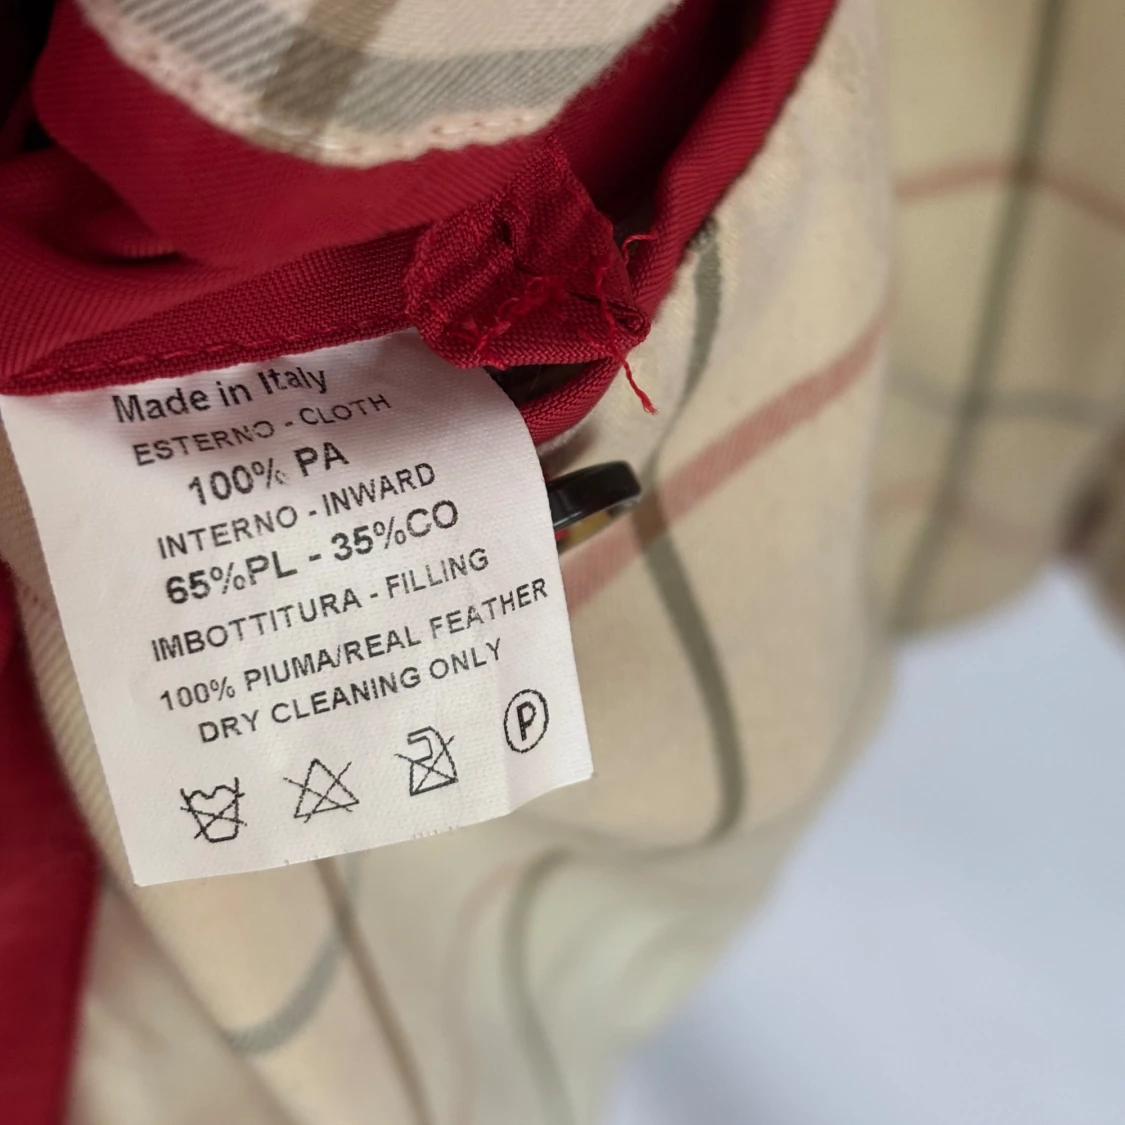 Made in Italy
ESTERNO - CLOTH
100% PA
INTERNO - INWARD
65%PL - 35%CO
IMBOTTITURA - FILLING
100% PIUMA/REAL FEATHER
DRY CLEANING ONLY
P